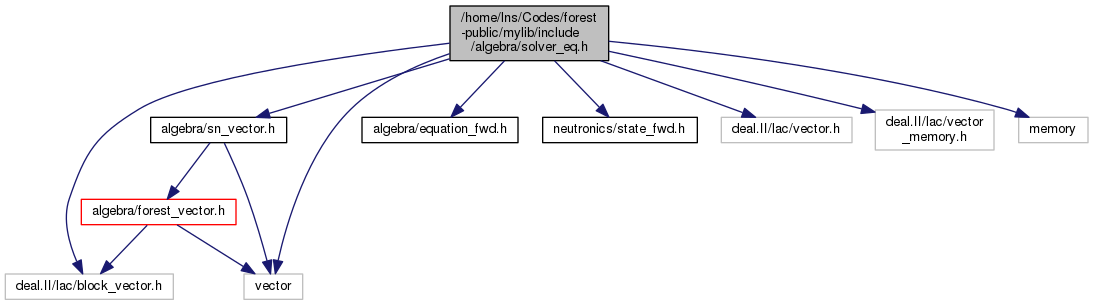 /home/lns/Codes/forest
-public/mylib/include
/algebra/solver_eq.h
algebra/sn_vector.h
algebra/equation_fwd.h
neutronics/state_fwd.h
deal.II/lac/vector.h
deal.II/lac/vector
_memory.h
memory
algebra/forest_vector.h
deal.II/lac/block_vector.h
vector